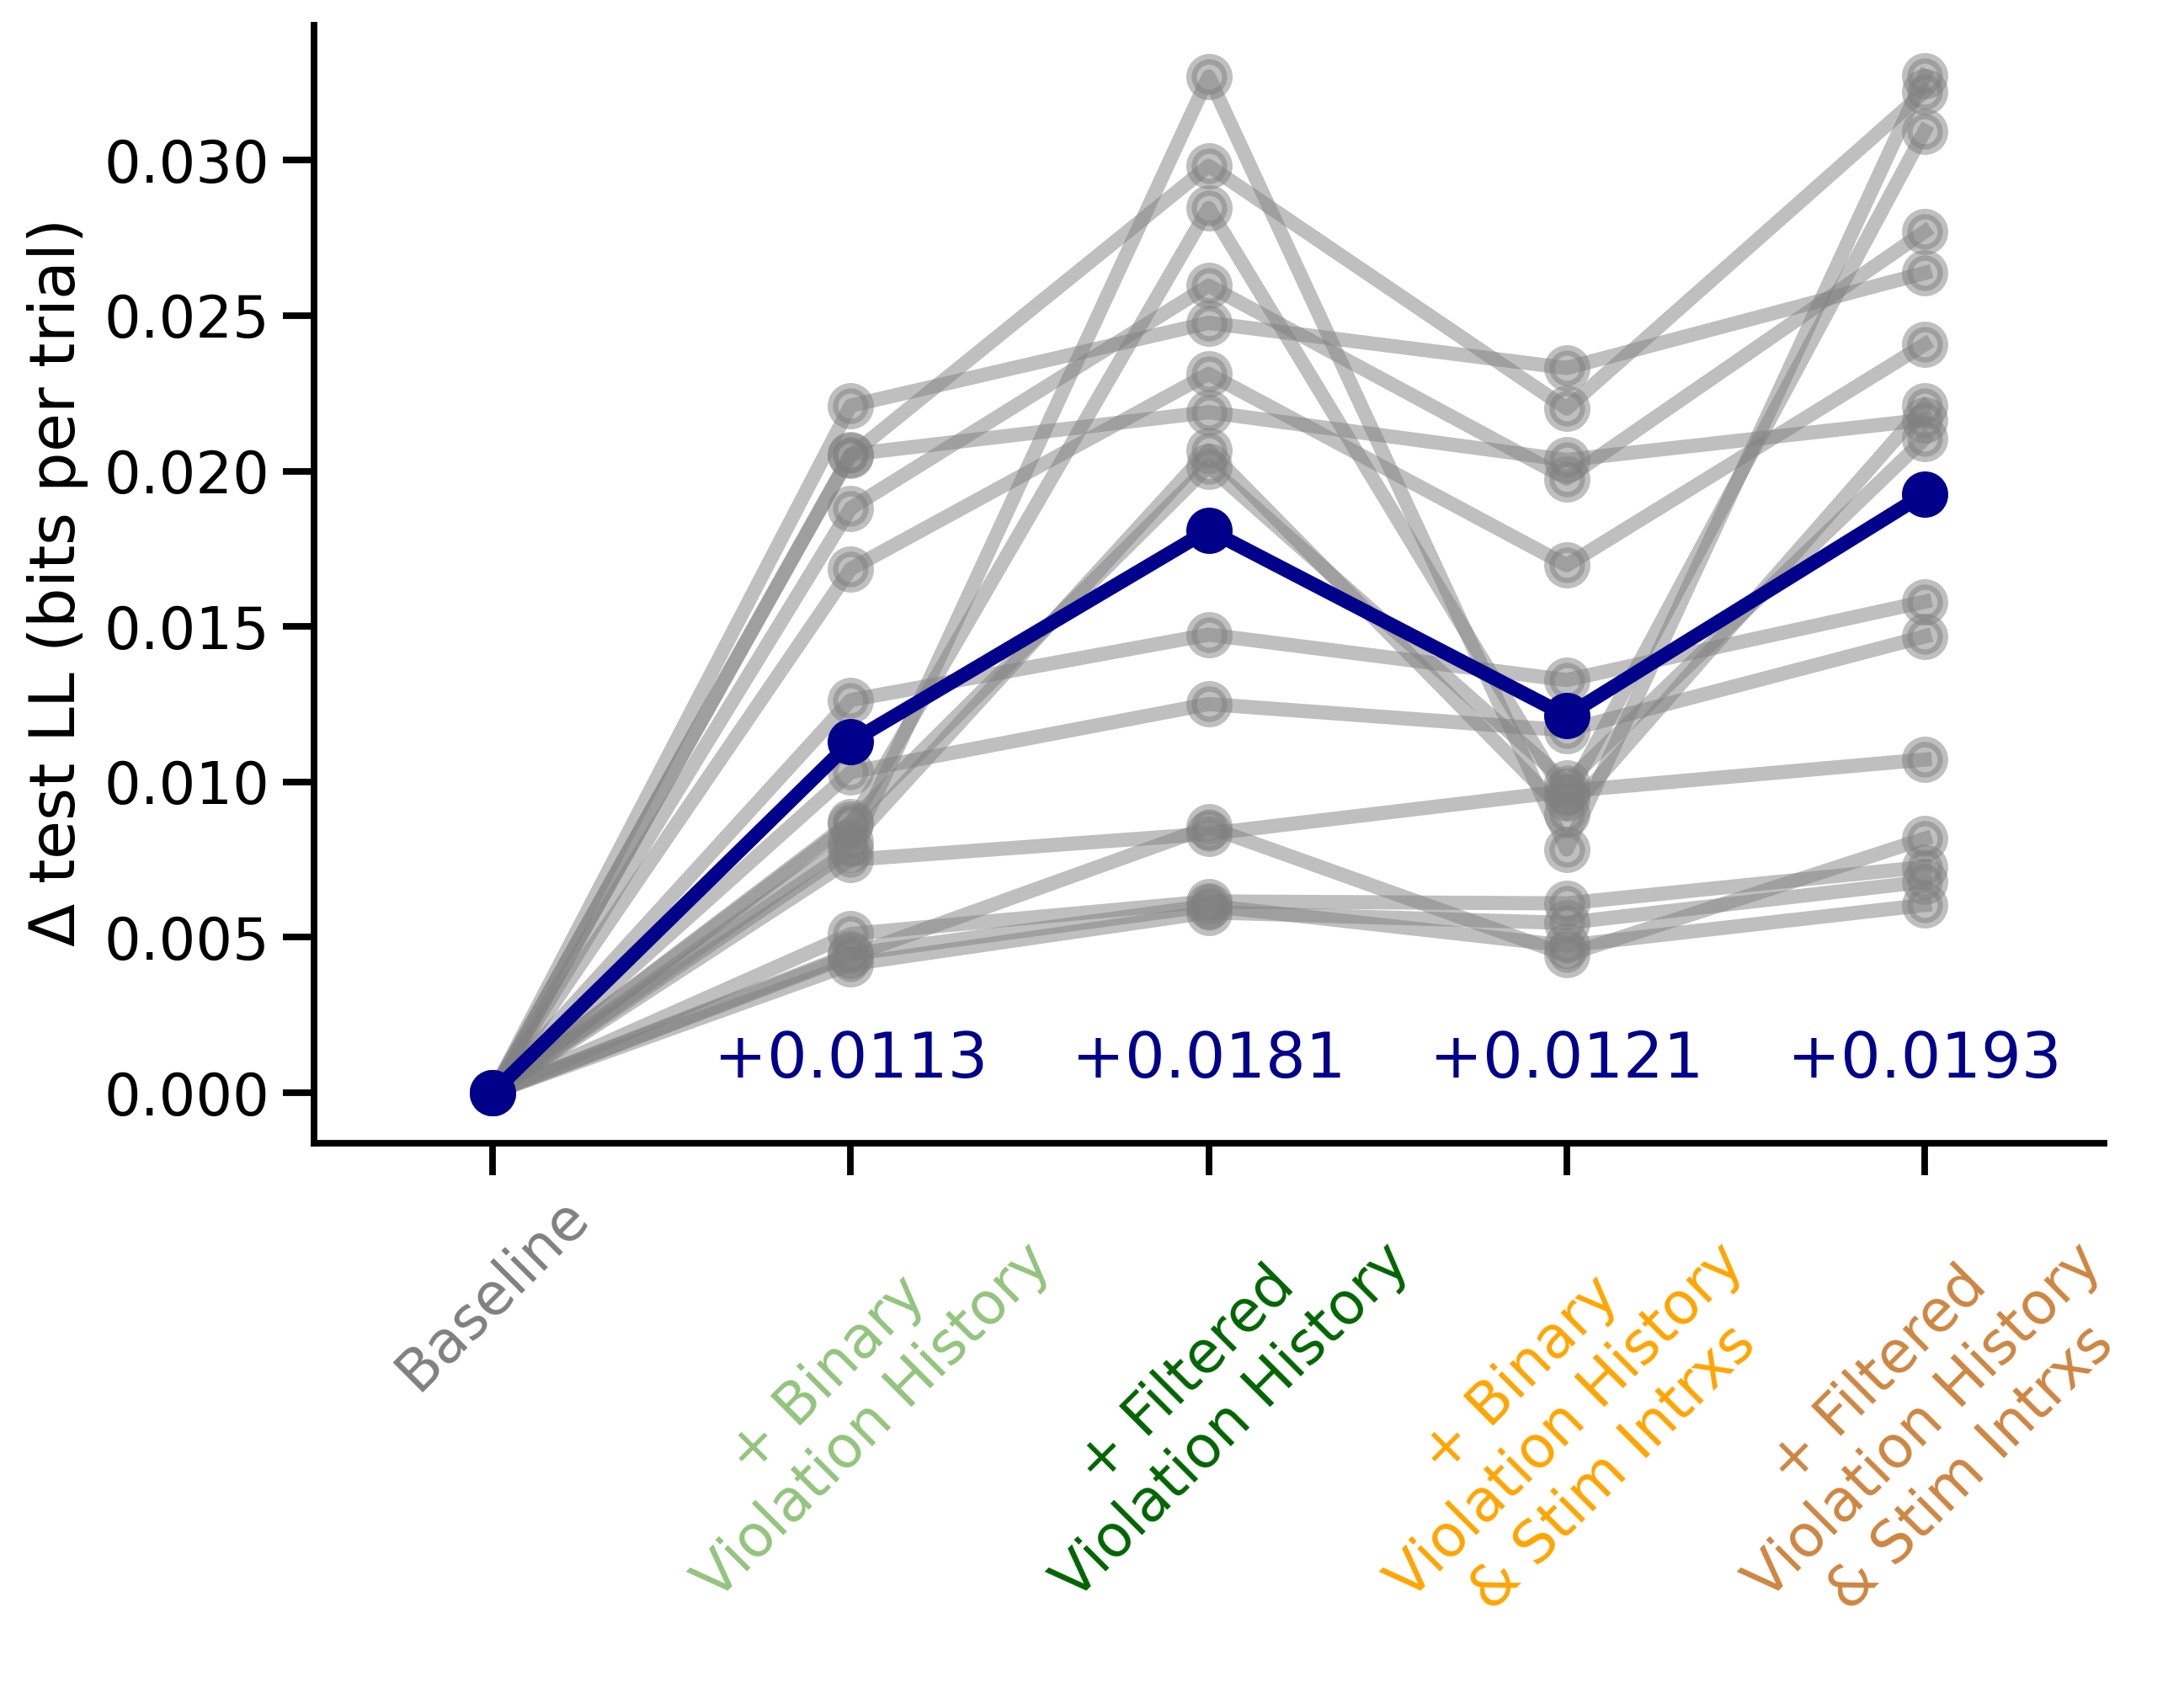 Δ test LL (bits per trial)
0.030
0.025
0.020
0.015
0.010
0.005
0.000
+0.0113
+0.0181
+0.0121
+0.0193
Baseline
+ Binary
Violation History
+ Filtered
Violation History
+ Binary
Violation History
& Stim Intrxs
+ Filtered
Violation History
& Stim Intrxs